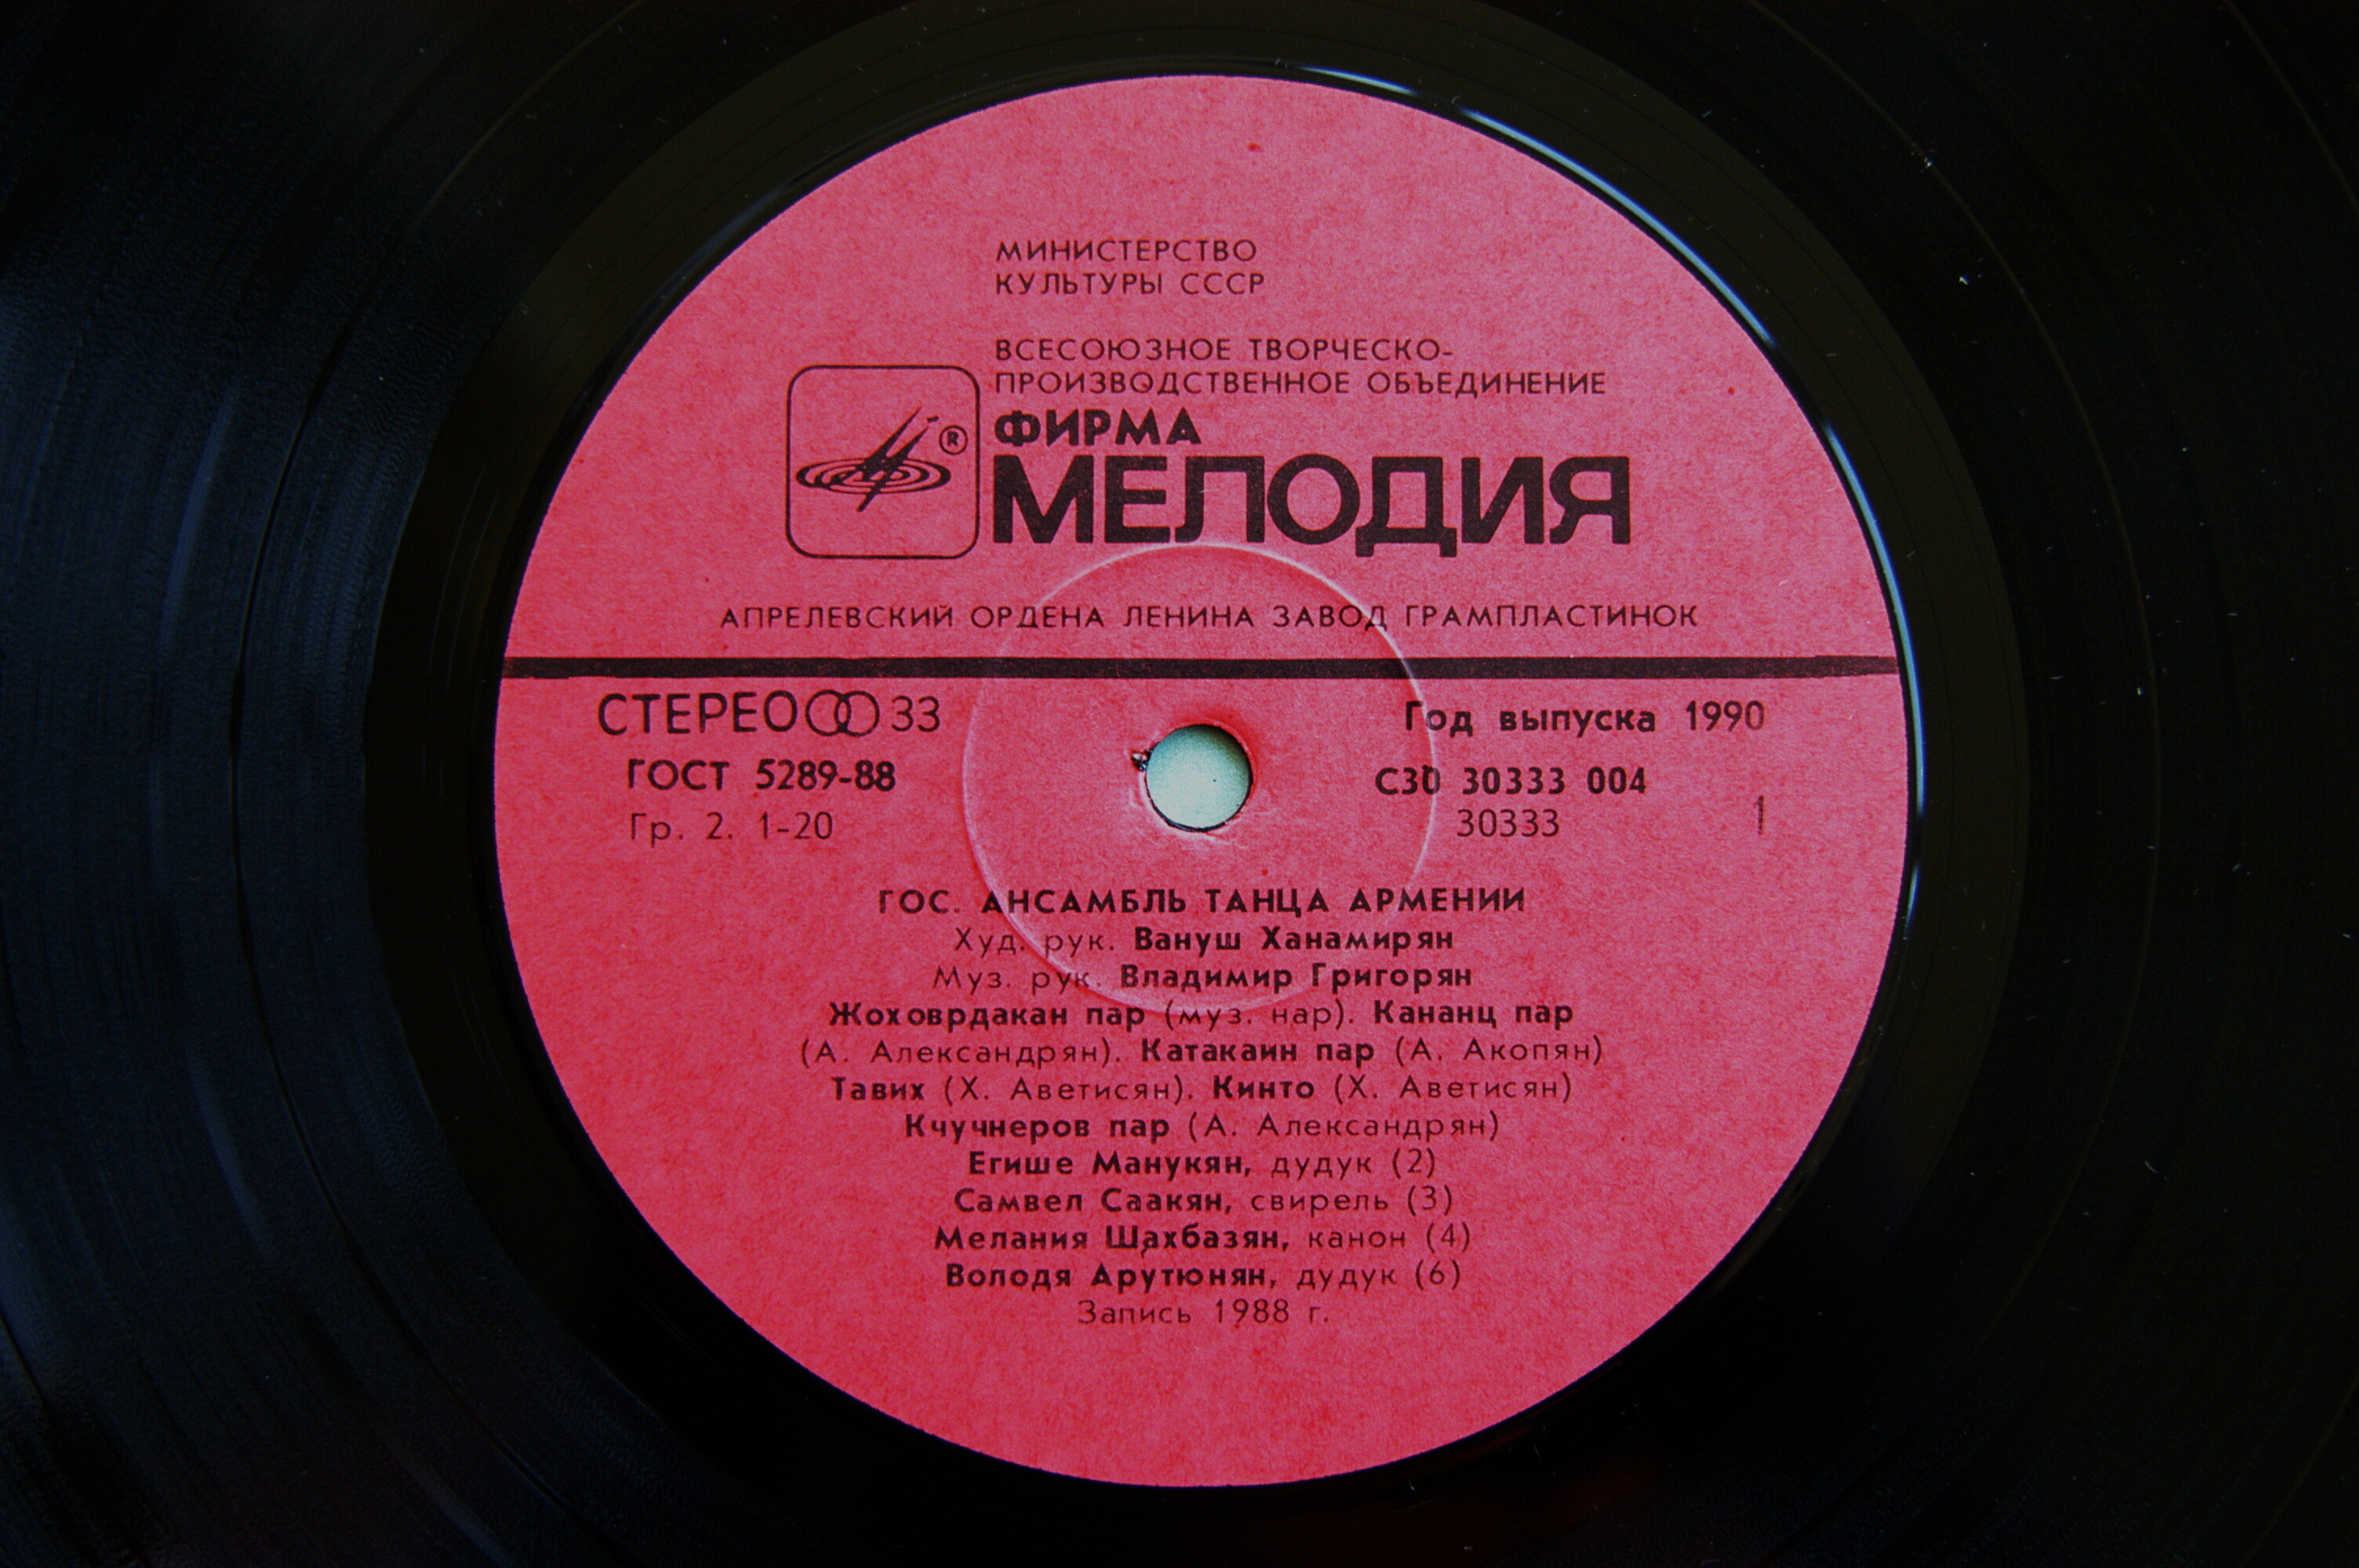 МИНИСТЕРСТВО
КУЛЬТУРЫ СССР
ВСЕСОЮЗНОЕ ТВОРЧЕСКО-
ПРОИЗВОДСТВЕННОЕ ОБЪЕДИНЕНИЕ
®
ФИРМА
МЕЛОДИЯ
АПРЕЛЕВСКИЙ ОРДЕНА ЛЕНИНА ЗАВОД ГРАМПЛАСТИНОК
СТЕРЕО 33
ГОСТ 5289-88
Гр. 2. 1-20
Год выпуска 1990
С30 30333 004
30333
1
ГОС. АНСАМБЛЬ ТАНЦА АРМЕНИИ
Худ. рук. Вануш Ханамирян
Муз. рук. Владимир Григорян
Жоховрдакан пар (муз. нар). Кананц пар
(А. Александрян). Катакаин пар (А. Акопян)
Тавих (Х. Аветисян). Кинто (Х. Аветисян)
Кчучнеров пар (А. Александрян)
Егише Манукян, дудук (2)
Самвел Саакян, свирель (3)
Мелания Шахбазян, канон (4)
Володя Арутюнян, дудук (6)
Запись 1988 г.